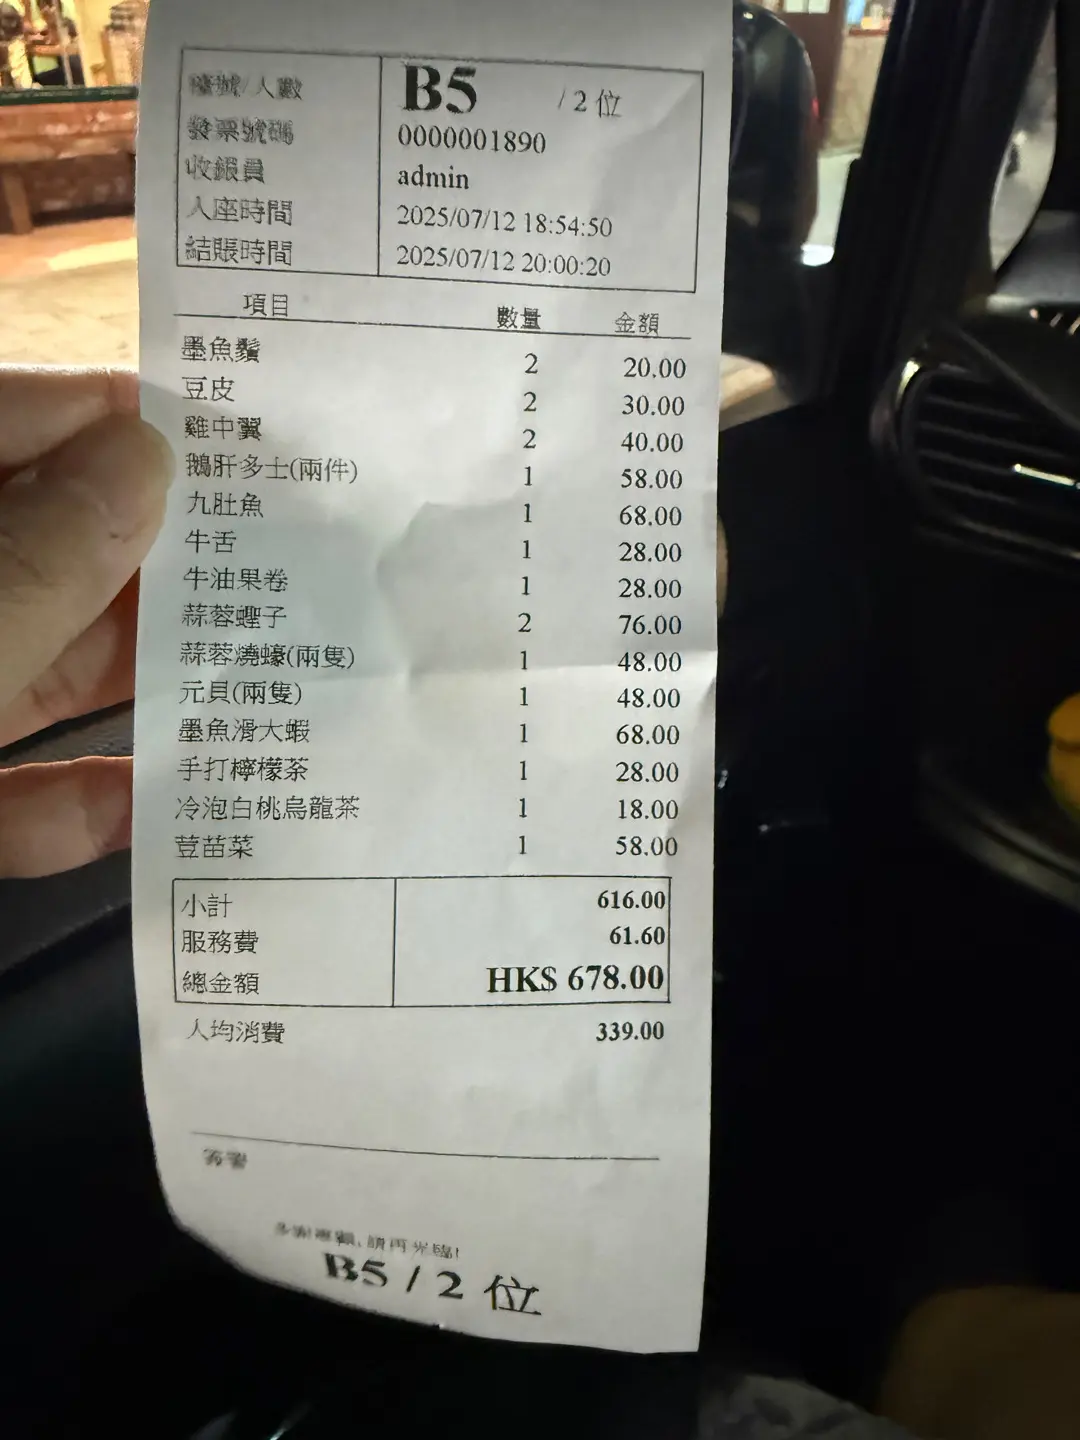 檯號/人數 B5 / 2 位
發票號碼 0000001890
收銀員 admin
入座時間 2025/07/12 18:54:50
結賬時間 2025/07/12 20:00:20
項目 數量 金額
墨魚鬚 2 20.00
豆皮 2 30.00
雞中翼 2 40.00
鵝肝多士(兩件) 1 58.00
九肚魚 1 68.00
牛舌 1 28.00
牛油果卷 1 28.00
蒜蓉蟶子 2 76.00
蒜蓉燒蠔(兩隻) 1 48.00
元貝(兩隻) 1 48.00
墨魚滑大蝦 1 68.00
手打檸檬茶 1 28.00
冷泡白桃烏龍茶 1 18.00
荳苗菜 1 58.00
小計 616.00
服務費 61.60
總金額 HK$ 678.00
人均消費 339.00
多謝惠顧,請再光臨!
B5 / 2 位